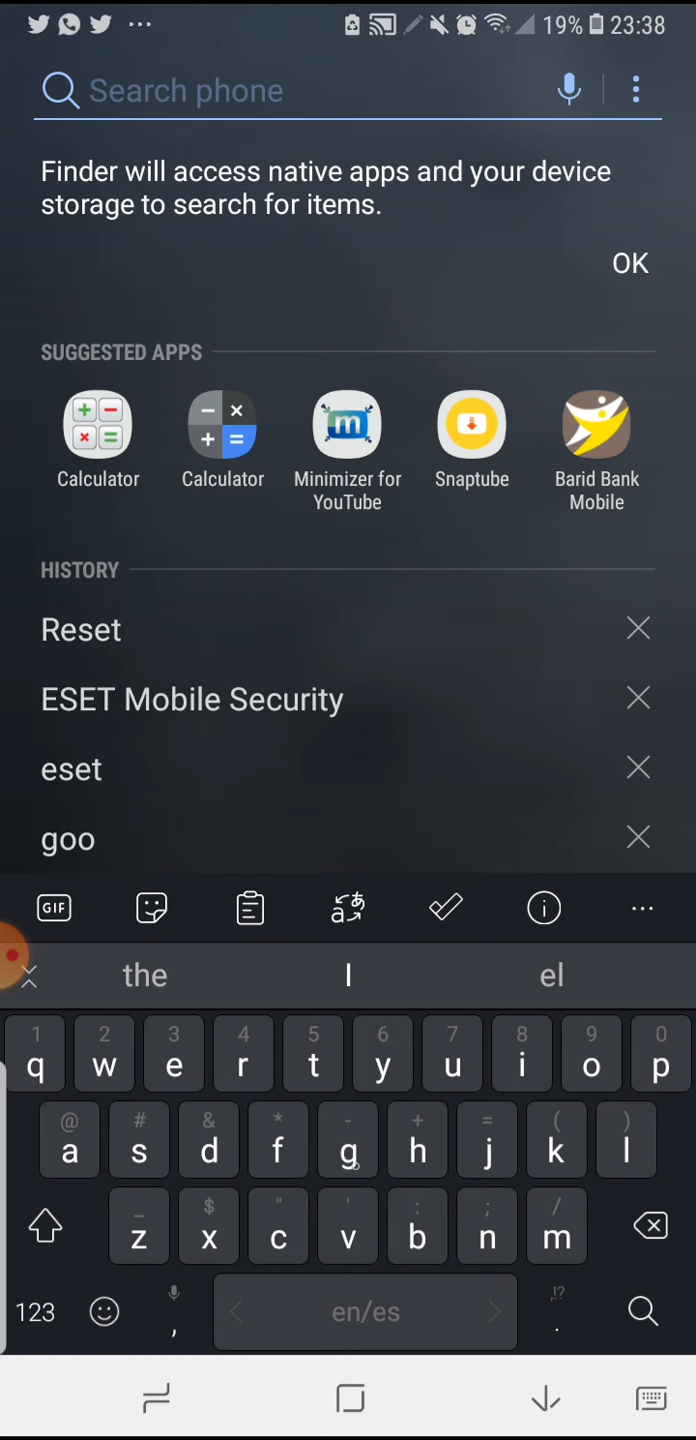 19% 23:38
Search phone
Finder will access native apps and your device
storage to search for items.
OK
SUGGESTED APPS
Calculator Calculator Minimizer for YouTube Snaptube Barid Bank Mobile
HISTORY
Reset
ESET Mobile Security
eset
goo
GIF
the I el
1 2 3 4 5 6 7 8 9 0
q w e r t y u i o p
@ # & * - + = ( )
a s d f g h j k l
_ $ " ' : ; /
z x c v b n m
123 , en/es ,!? .